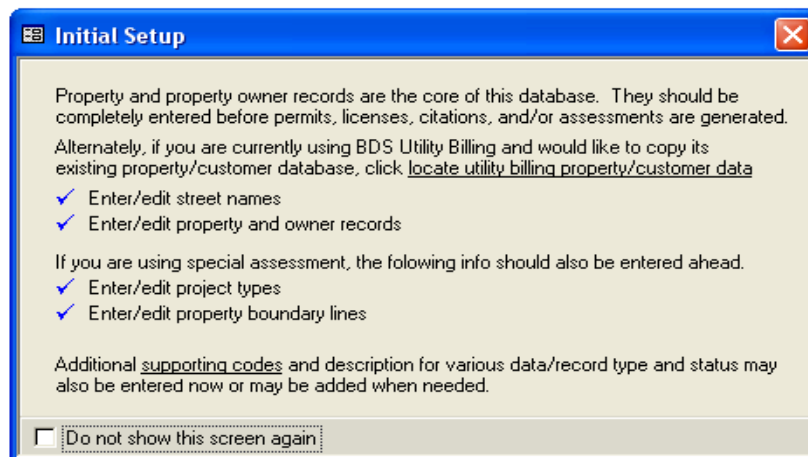 Initial Setup
Property and property owner records are the core of this database. They should be
completely entered before permits, licenses, citations, and/or assessments are generated.
Alternately, if you are currently using BDS Utility Billing and would like to copy its
existing property/customer database, click locate utility billing property/customer data
Enter/edit street names
Enter/edit property and owner records
If you are using special assessment, the folowing info should also be entered ahead.
Enter/edit project types
Enter/edit property boundary lines
Additional supporting codes and description for various data/record type and status may
also be entered now or may be added when needed.
Do not show this screen again